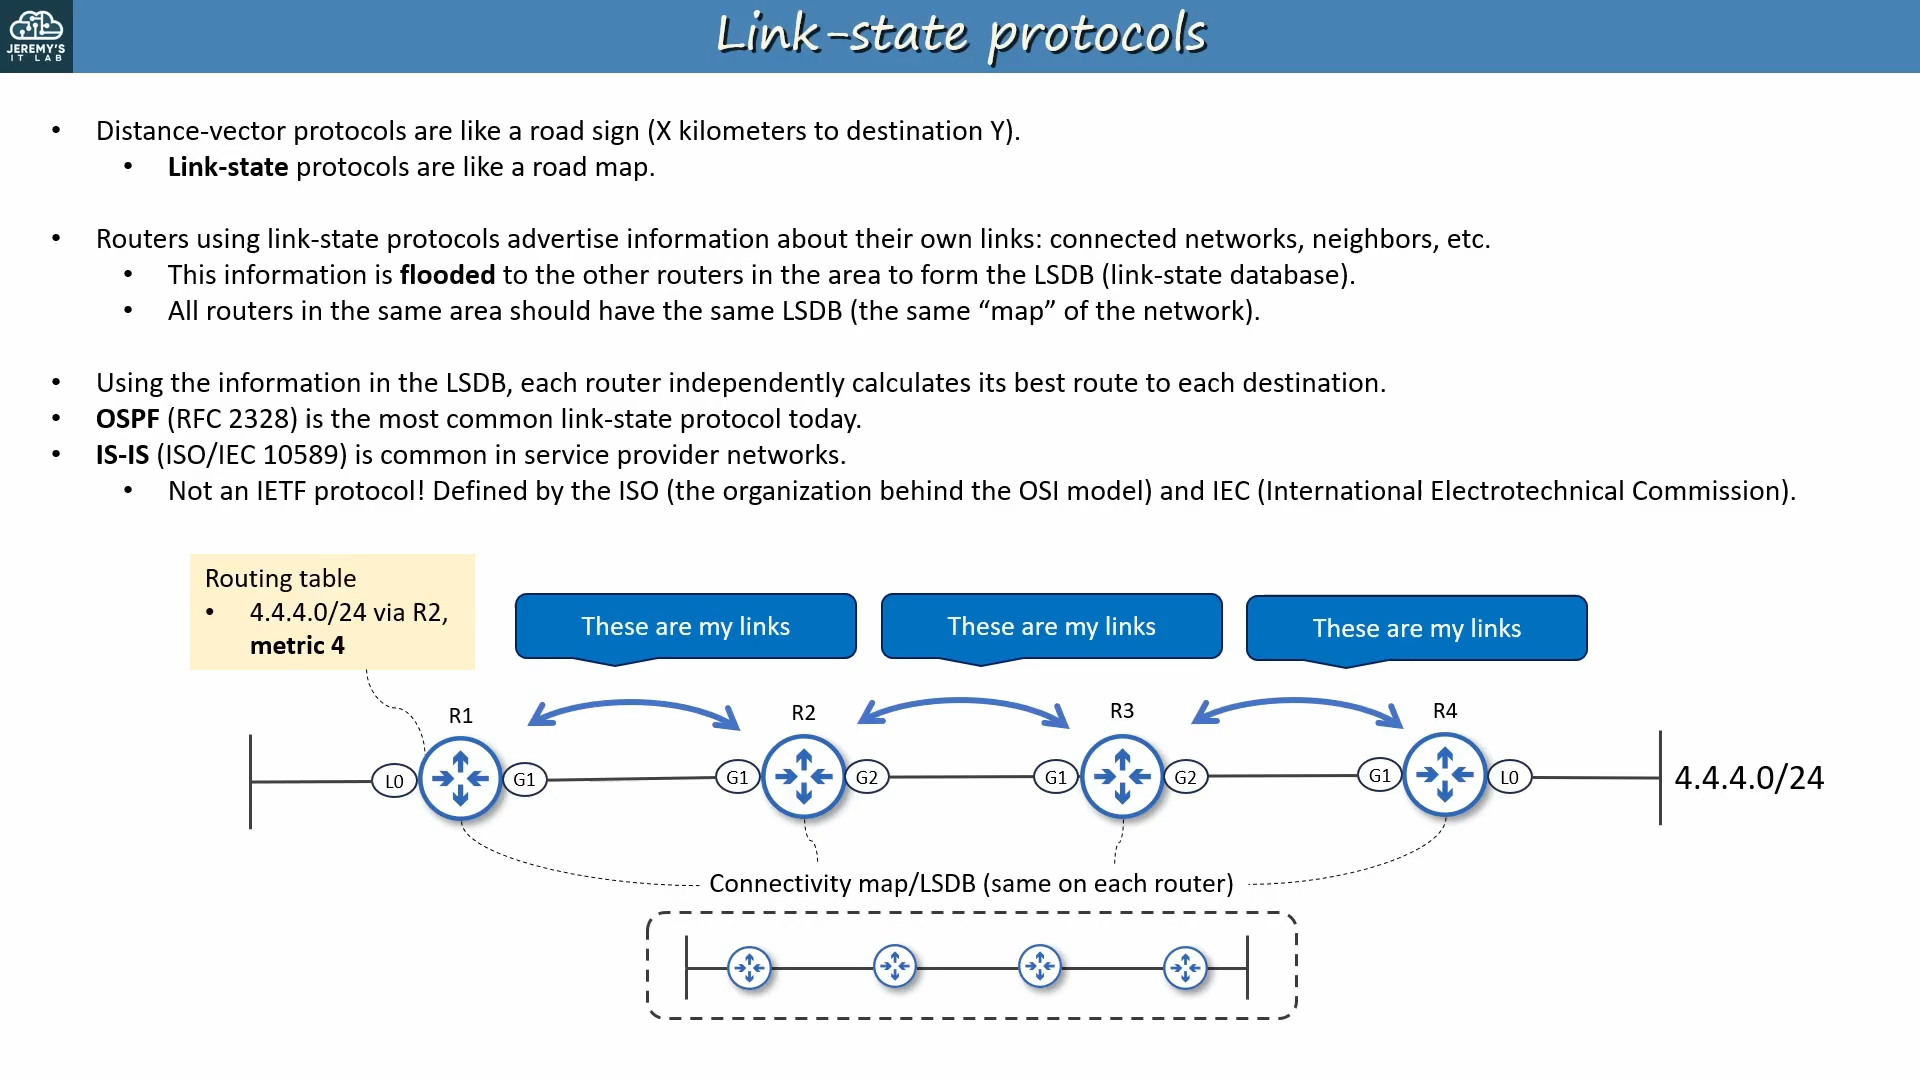 JEREMY'S
IT LAB
Link-state protocols
• Distance-vector protocols are like a road sign (X kilometers to destination Y).
• Link-state protocols are like a road map.
• Routers using link-state protocols advertise information about their own links: connected networks, neighbors, etc.
• This information is flooded to the other routers in the area to form the LSDB (link-state database).
• All routers in the same area should have the same LSDB (the same “map” of the network).
• Using the information in the LSDB, each router independently calculates its best route to each destination.
• OSPF (RFC 2328) is the most common link-state protocol today.
• IS-IS (ISO/IEC 10589) is common in service provider networks.
• Not an IETF protocol! Defined by the ISO (the organization behind the OSI model) and IEC (International Electrotechnical Commission).
Routing table
• 4.4.4.0/24 via R2,
metric 4
These are my links
These are my links
These are my links
R1
R2
R3
R4
L0
G1
G1
G2
G1
G2
G1
L0
4.4.4.0/24
Connectivity map/LSDB (same on each router)